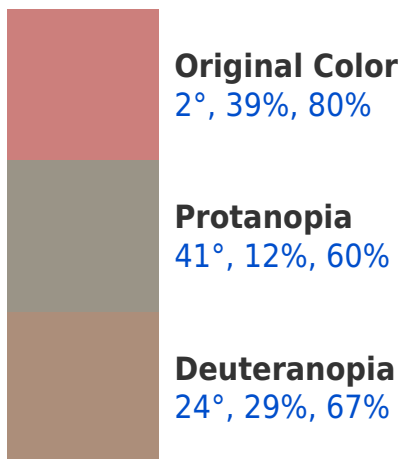 Original Color
2°, 39%, 80%
Protanopia
41°, 12%, 60%
Deuteranopia
24°, 29%, 67%